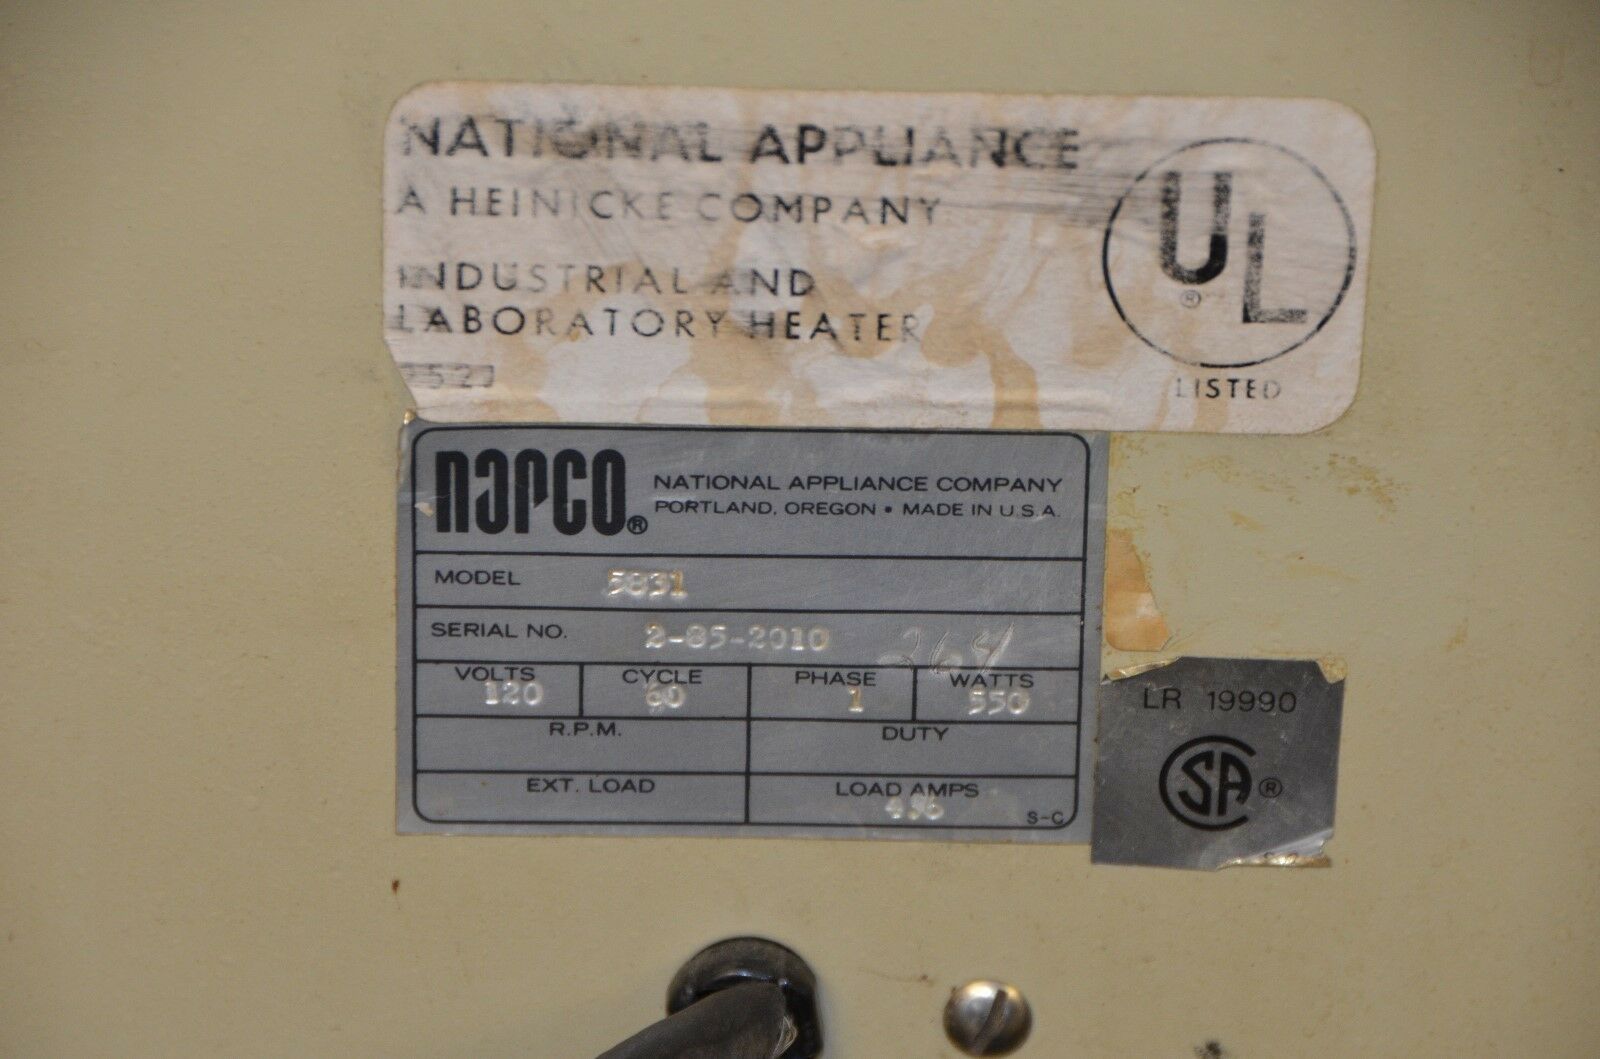 NATIONAL APPLIANCE
A HEINICKE COMPANY
INDUSTRIAL AND
LABORATORY HEATER
UL
®
LISTED
NAPCO®
NATIONAL APPLIANCE COMPANY
PORTLAND, OREGON • MADE IN U.S.A.
MODEL 5831
SERIAL NO. 2-85-2010 268
VOLTS 120 CYCLE 60 PHASE 1 WATTS 550
R.P.M. DUTY
EXT. LOAD LOAD AMPS
S-C
LR 19990
SA®